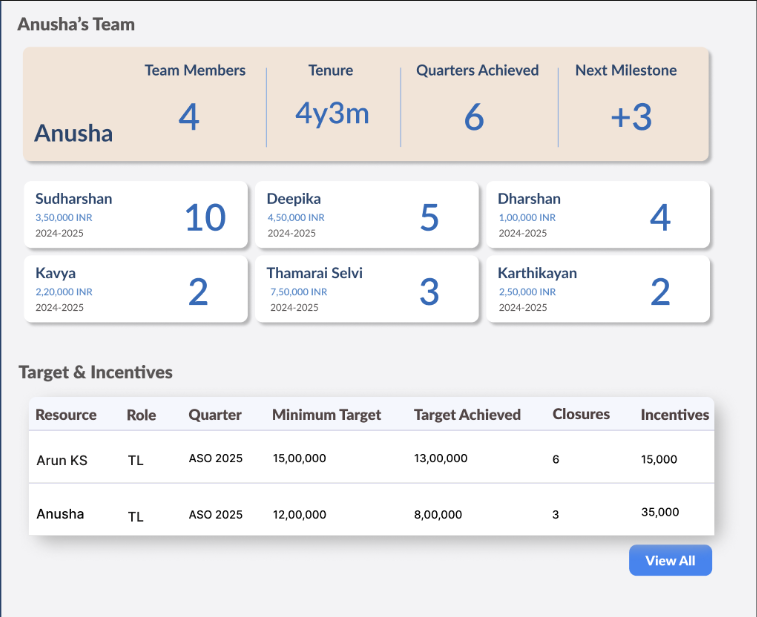 Anusha's Team
Team Members Tenure Quarters Achieved Next Milestone
Anusha 4 4y3m 6 +3
Sudharshan
3,50,000 INR
2024-2025
10
Deepika
4,50,000 INR
2024-2025
5
Dharshan
1,00,000 INR
2024-2025
4
Kavya
2,20,000 INR
2024-2025
2
Thamarai Selvi
7,50,000 INR
2024-2025
3
Karthikayan
2,50,000 INR
2024-2025
2
Target & Incentives
Resource Role Quarter Minimum Target Target Achieved Closures Incentives
Arun KS TL ASO 2025 15,00,000 13,00,000 6 15,000
Anusha TL ASO 2025 12,00,000 8,00,000 3 35,000
View All